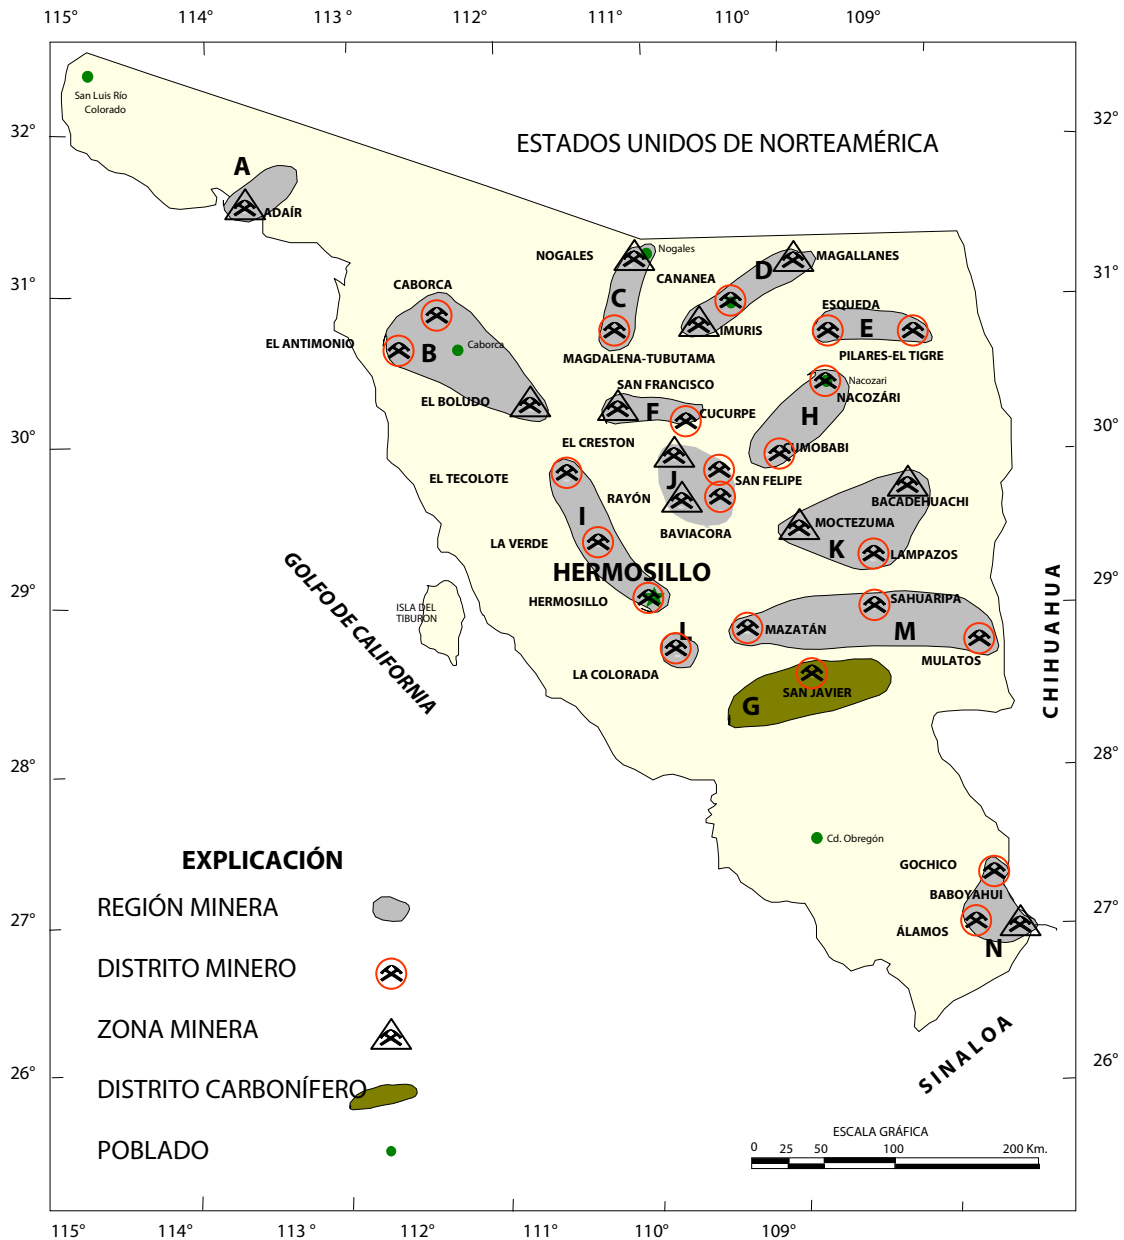 115°
114°
113°
112°
111°
110°
109°
San Luis Río
Colorado
32°
32°
ESTADOS UNIDOS DE NORTEAMÉRICA
A
ADAÍR
NOGALES
Nogales
CANANEA
D
MAGALLANES
31°
31°
CABORCA
C
ESQUEDA
IMURIS
E
EL ANTIMONIO
B
Caborca
MAGDALENA-TUBUTAMA
PILARES-EL TIGRE
SAN FRANCISCO
Nacozari
NACOZÁRI
EL BOLUDO
F
CUCURPE
H
30°
30°
EL CRESTON
CUMOBABI
EL TECOLOTE
J
SAN FELIPE
RAYÓN
BACADEHUACHI
I
BAVIACORA
MOCTEZUMA
LA VERDE
K
LAMPAZOS
HERMOSILLO
GOLFO DE CALIFORNIA
29°
29°
HERMOSILLO
SAHUARIPA
ISLA DEL
TIBURON
L
MAZATÁN
M
MULATOS
CHIHUAHUA
LA COLORADA
SAN JAVIER
G
28°
28°
Cd. Obregón
EXPLICACIÓN
GOCHICO
BABOYAHUI
REGIÓN MINERA
27°
27°
ÁLAMOS
N
DISTRITO MINERO
ZONA MINERA
SINALOA
26°
26°
DISTRITO CARBONÍFERO
POBLADO
ESCALA GRÁFICA
0 25 50 100 200 Km.
115°
114°
113 °
112°
111°
110°
109°